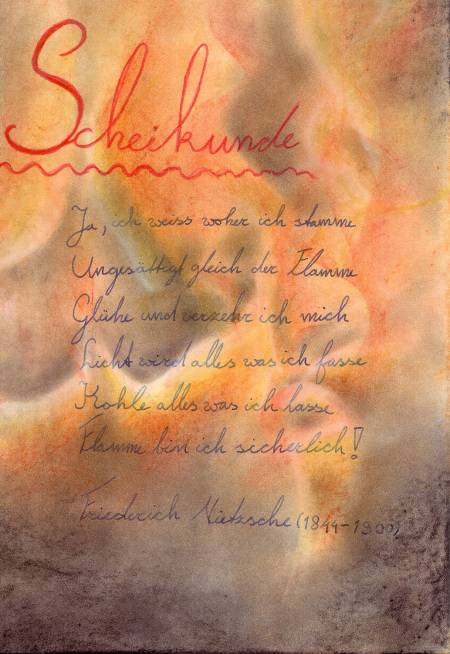 Scheikunde
Ja, ich weiss woher ich stamme
Ungesättigt gleich der Flamme
Glühe und verzehr ich mich
Licht wird alles was ich fasse
Kohle alles was ich lasse
Flamme bin ich sicherlich!
Friederich Nietzsche (1844-1900)